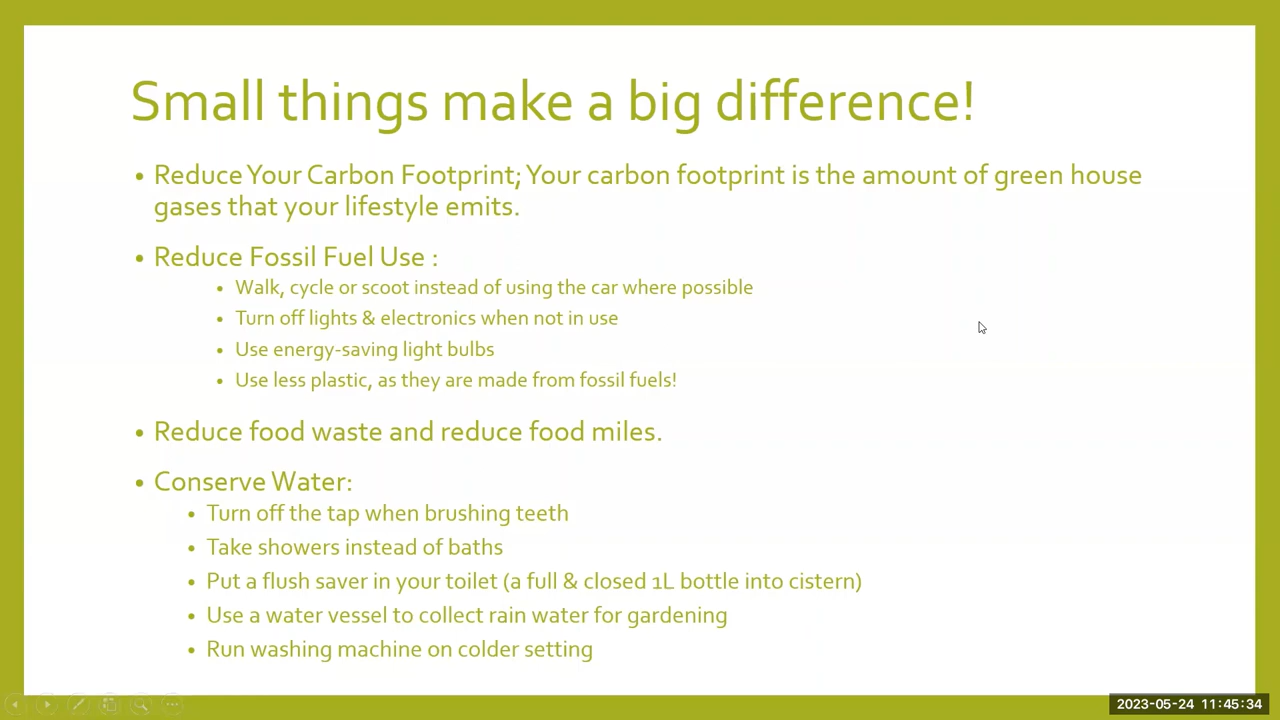 Small things make a big difference!
• Reduce Your Carbon Footprint; Your carbon footprint is the amount of green house
gases that your lifestyle emits.
• Reduce Fossil Fuel Use :
• Walk, cycle or scoot instead of using the car where possible
• Turn off lights & electronics when not in use
• Use energy-saving light bulbs
• Use less plastic, as they are made from fossil fuels!
• Reduce food waste and reduce food miles.
• Conserve Water:
• Turn off the tap when brushing teeth
• Take showers instead of baths
• Put a flush saver in your toilet (a full & closed 1L bottle into cistern)
• Use a water vessel to collect rain water for gardening
• Run washing machine on colder setting
2023-05-24 11:45:34